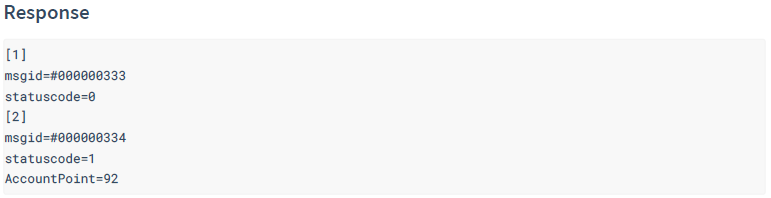 Response
[1]
msgid=#000000333
statuscode=0
[2]
msgid=#000000334
statuscode=1
AccountPoint=92